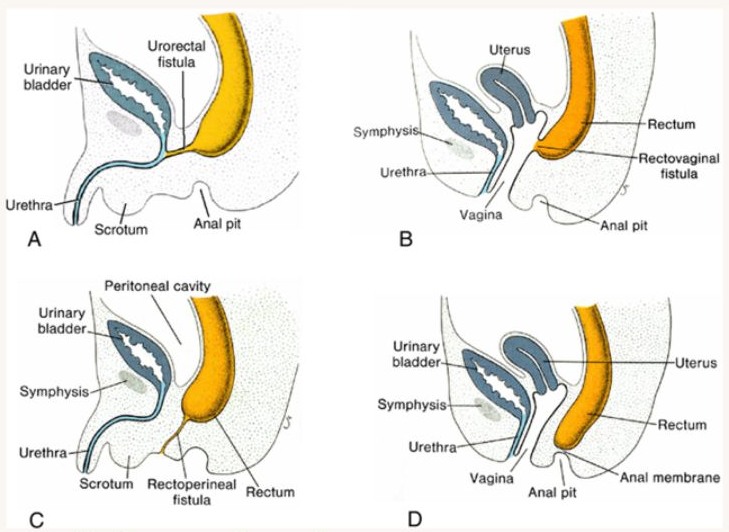 Urorectal
fistula
Urinary
bladder
Urethra
Scrotum
Anal pit
A
Uterus
Symphysis
Rectum
Rectovaginal
fistula
Urethra
Vagina
Anal pit
B
Peritoneal cavity
Urinary
bladder
Symphysis
Urethra
Scrotum
Rectoperineal
fistula
Rectum
C
Urinary
bladder
Uterus
Symphysis
Rectum
Urethra
Vagina
Anal membrane
Anal pit
D